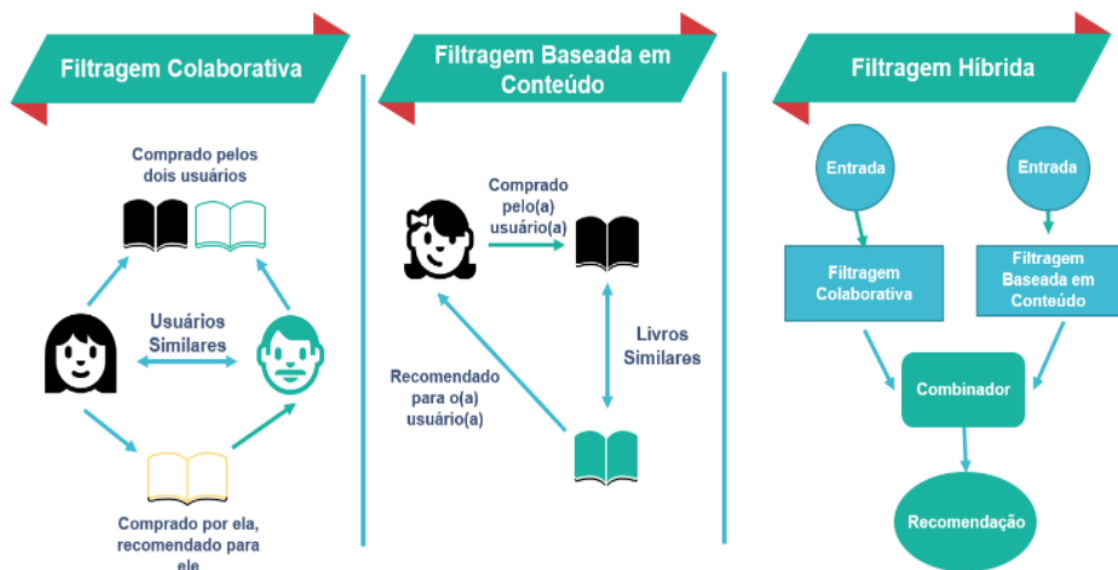 Filtragem Colaborativa
Comprado pelos
dois usuários
Usuários
Similares
Comprado por ela,
recomendado para
ele
Filtragem Baseada em
Conteúdo
Comprado
pelo(a)
usuário(a)
Livros
Similares
Recomendado
para o(a)
usuário(a)
Filtragem Híbrida
Entrada
Entrada
Filtragem
Colaborativa
Filtragem
Baseada em
Conteúdo
Combinador
Recomendação